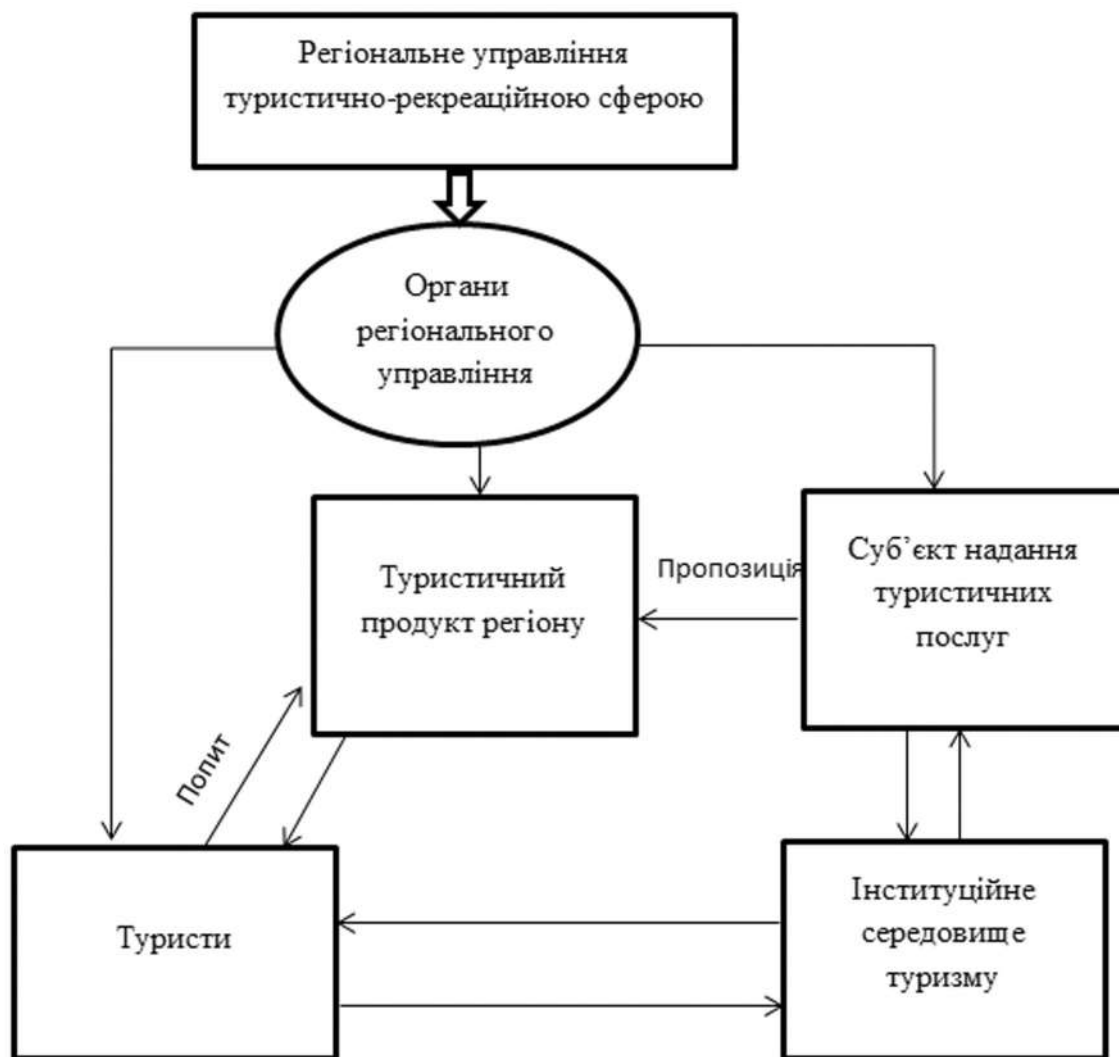 Регіональне управління
туристично-рекреаційною сферою
Органи
регіонального
управління
Туристичний
продукт регіону
Пропозиція
Суб’єкт надання
туристичних
послуг
Попит
Туристи
Інституційне
середовище
туризму